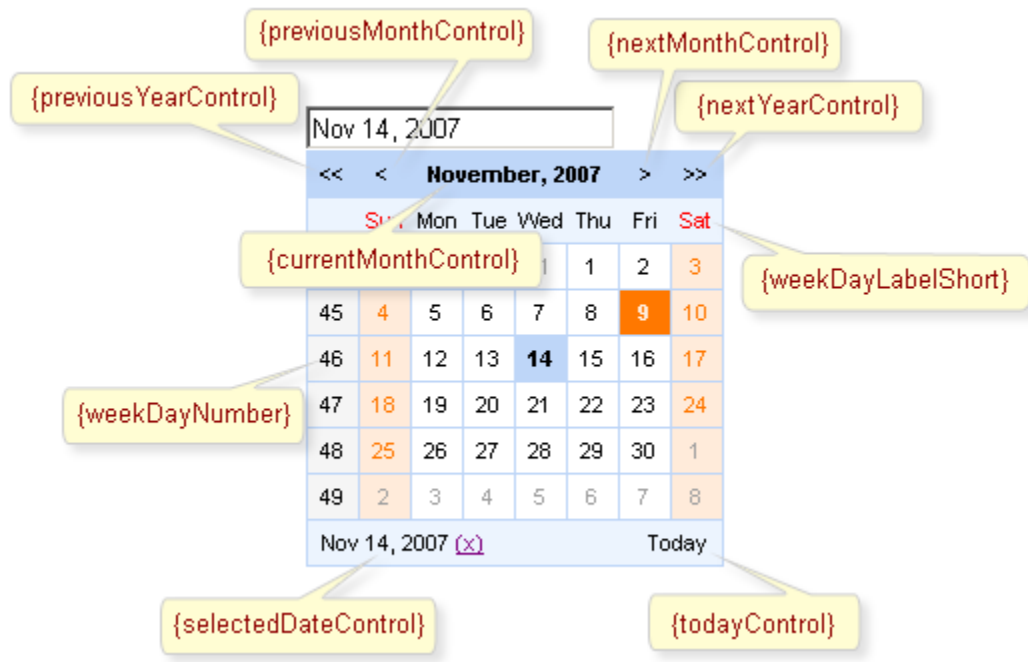 {previousMonthControl}
{nextMonthControl}
{previousYearControl}
{nextYearControl}
Nov 14, 2007
<< < November, 2007 > >>
Sun Mon Tue Wed Thu Fri Sat
{currentMonthControl}
1 1 2 3
{weekDayLabelShort}
45 4 5 6 7 8 9 10
46 11 12 13 14 15 16 17
{weekDayNumber}
47 18 19 20 21 22 23 24
48 25 26 27 28 29 30 1
49 2 3 4 5 6 7 8
Nov 14, 2007 (x) Today
{selectedDateControl}
{todayControl}